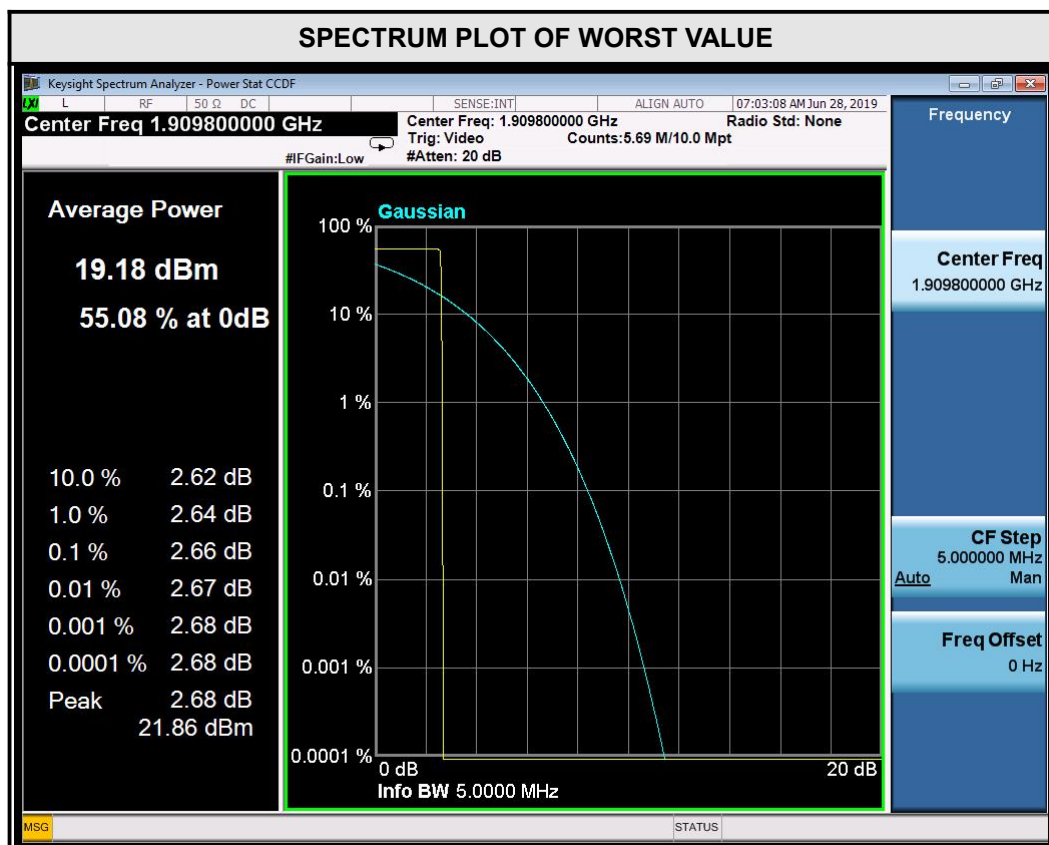 SPECTRUM PLOT OF WORST VALUE
Keysight Spectrum Analyzer - Power Stat CCDF
LXI L RF 50 Ω DC SENSE:INT ALIGN AUTO 07:03:08 AM Jun 28, 2019
Center Freq 1.909800000 GHz
Center Freq: 1.909800000 GHz Radio Std: None
Trig: Video Counts:5.69 M/10.0 Mpt
#IFGain:Low #Atten: 20 dB
Frequency
Average Power
19.18 dBm
55.08 % at 0dB
10.0 % 2.62 dB
1.0 % 2.64 dB
0.1 % 2.66 dB
0.01 % 2.67 dB
0.001 % 2.68 dB
0.0001 % 2.68 dB
Peak 2.68 dB
21.86 dBm
Gaussian
100 %
10 %
1 %
0.1 %
0.01 %
0.001 %
0.0001 %
0 dB 20 dB
Info BW 5.0000 MHz
Center Freq
1.909800000 GHz
CF Step
5.000000 MHz
Auto Man
Freq Offset
0 Hz
MSG STATUS